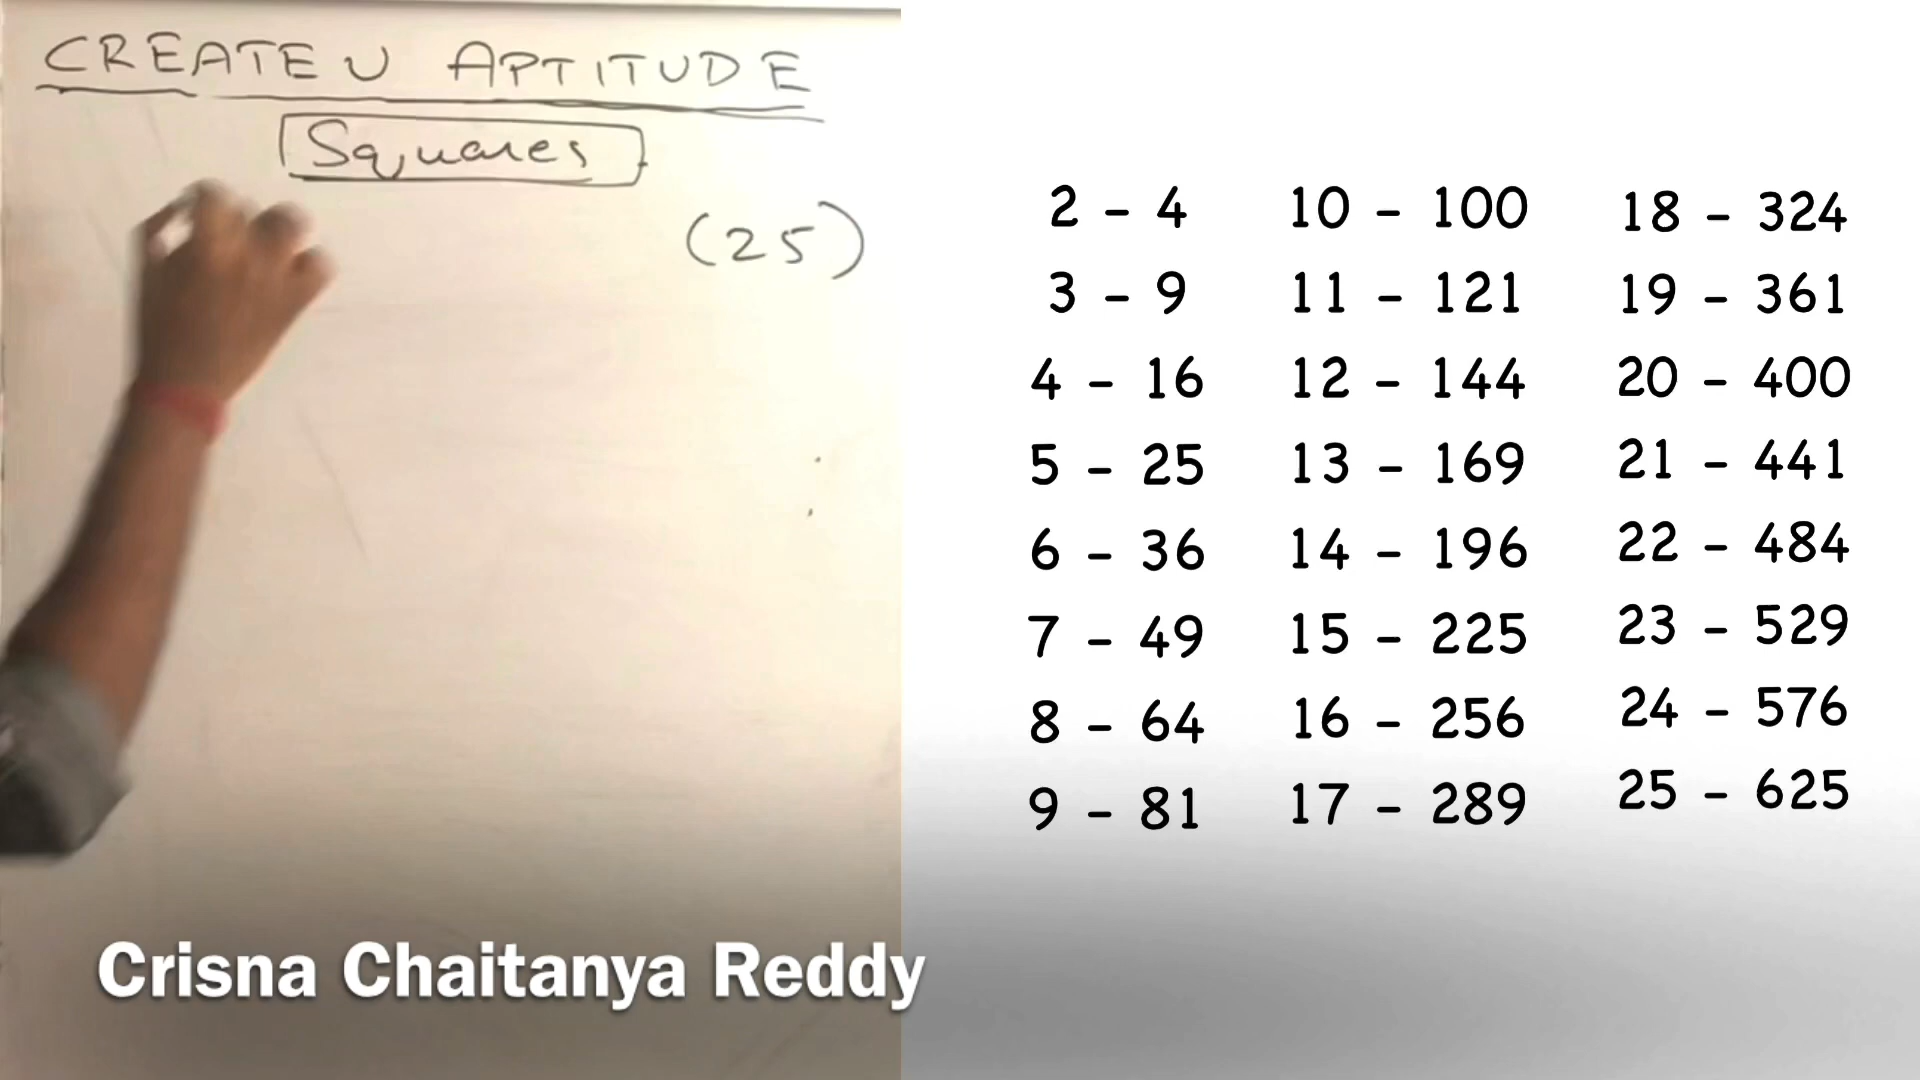 CREATE U APTITUDE
Squares
(25)
2 - 4
3 - 9
4 - 16
5 - 25
6 - 36
7 - 49
8 - 64
9 - 81
10 - 100
11 - 121
12 - 144
13 - 169
14 - 196
15 - 225
16 - 256
17 - 289
18 - 324
19 - 361
20 - 400
21 - 441
22 - 484
23 - 529
24 - 576
25 - 625
Crisna Chaitanya Reddy